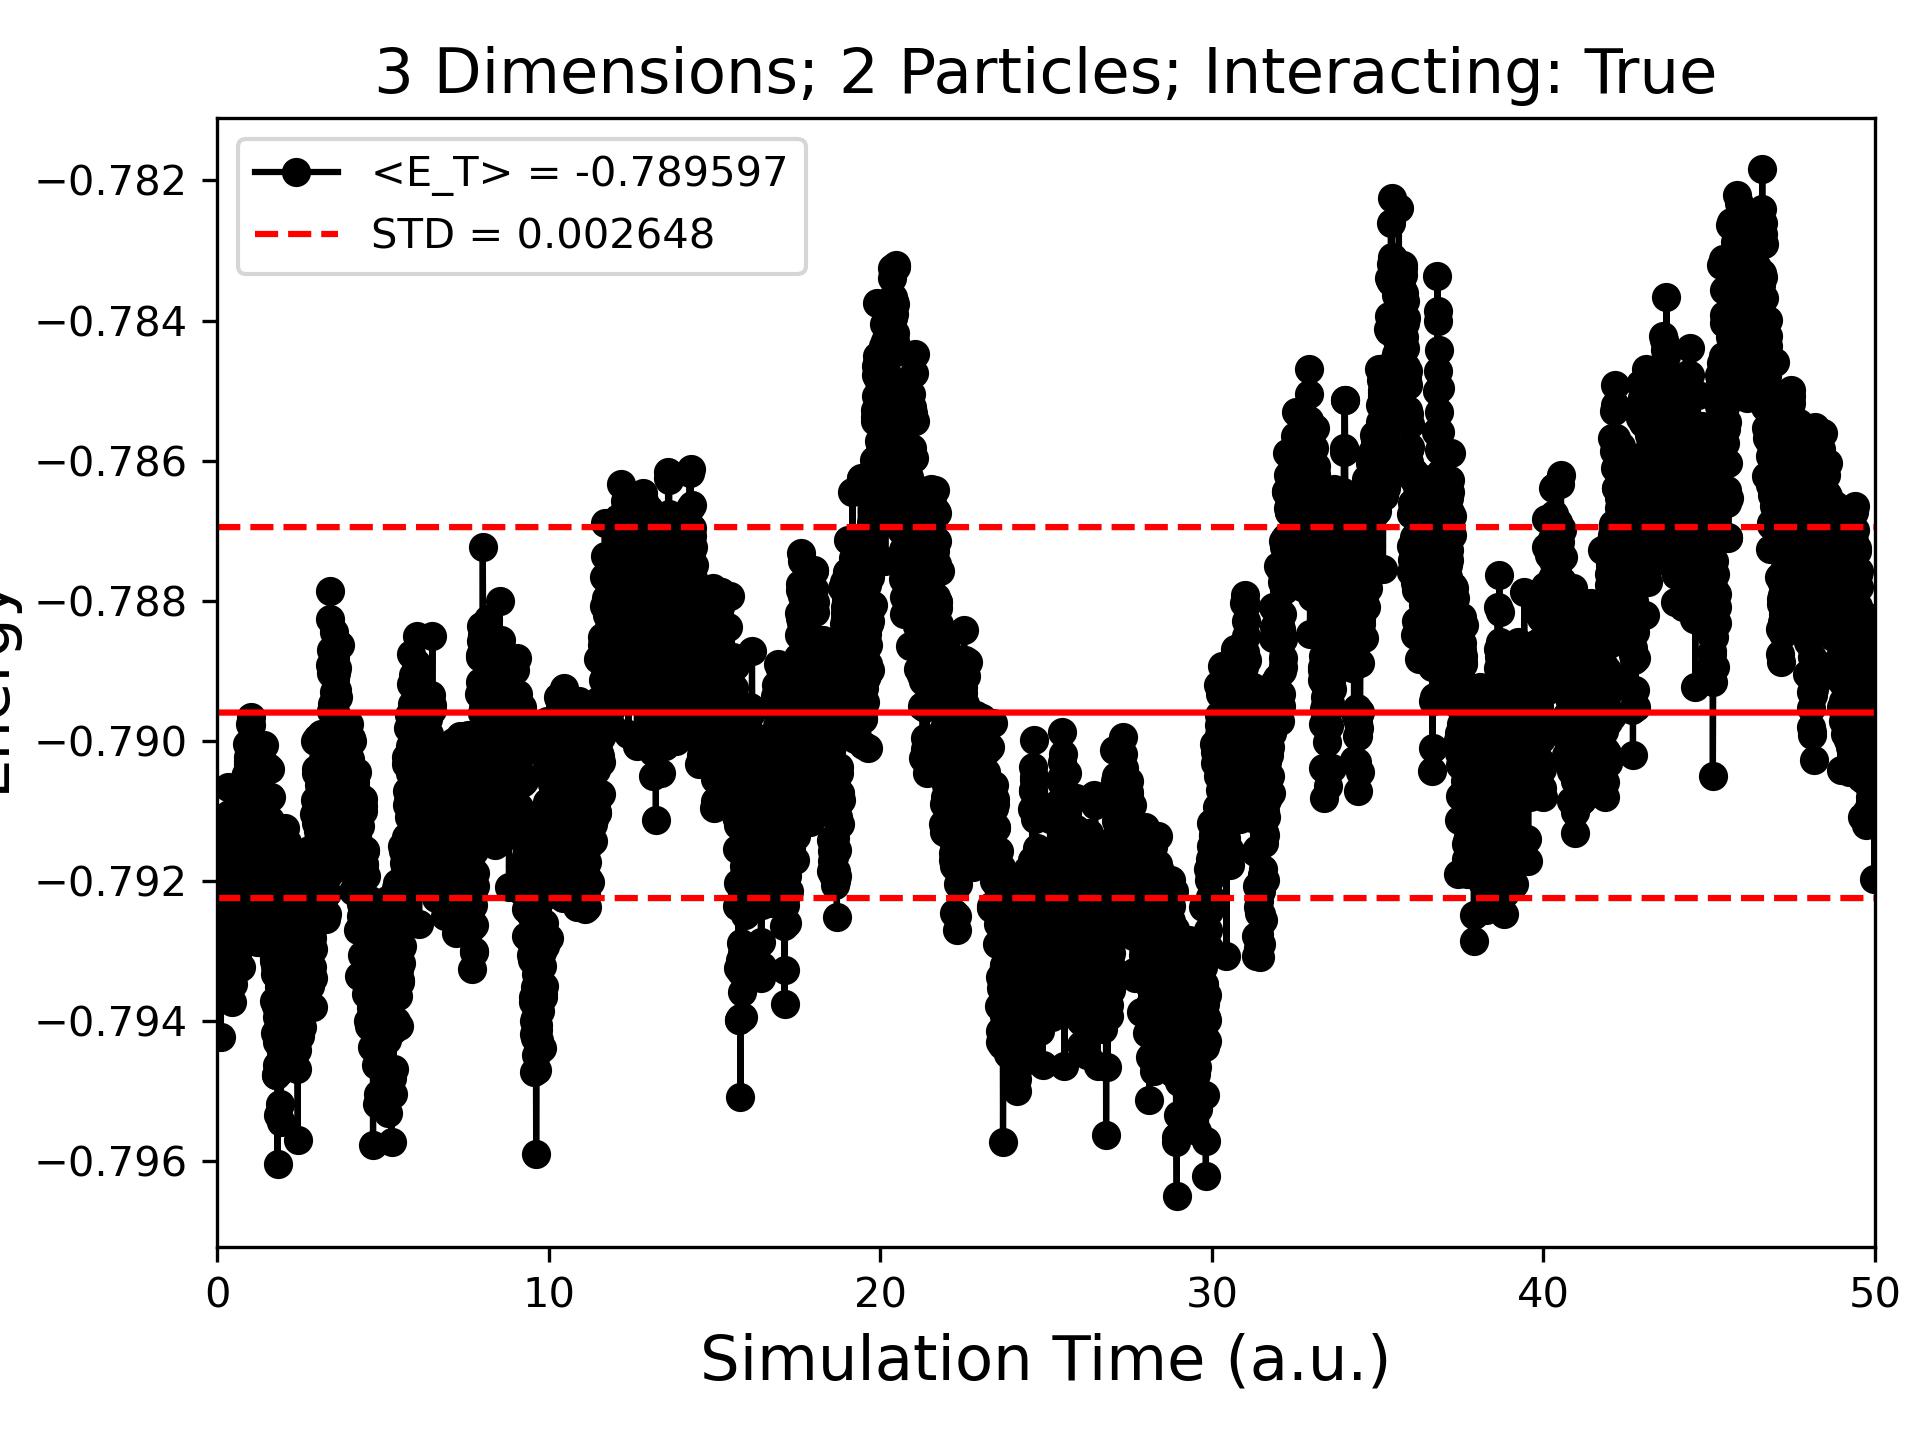 3 Dimensions; 2 Particles; Interacting: True
<E_T> = -0.789597
STD = 0.002648
−0.782
−0.784
−0.786
−0.788
−0.790
−0.792
−0.794
−0.796
Energy
0 10 20 30 40 50
Simulation Time (a.u.)